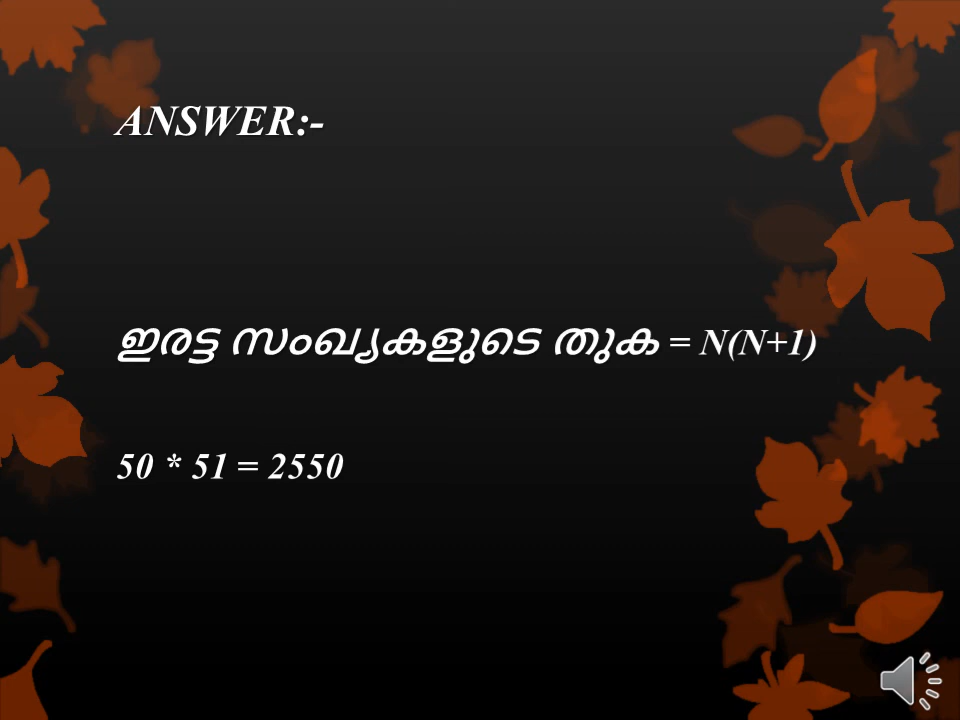 ANSWER:-
ഇരട്ട സംഖ്യകളുടെ തുക = N(N+1)
50 * 51 = 2550